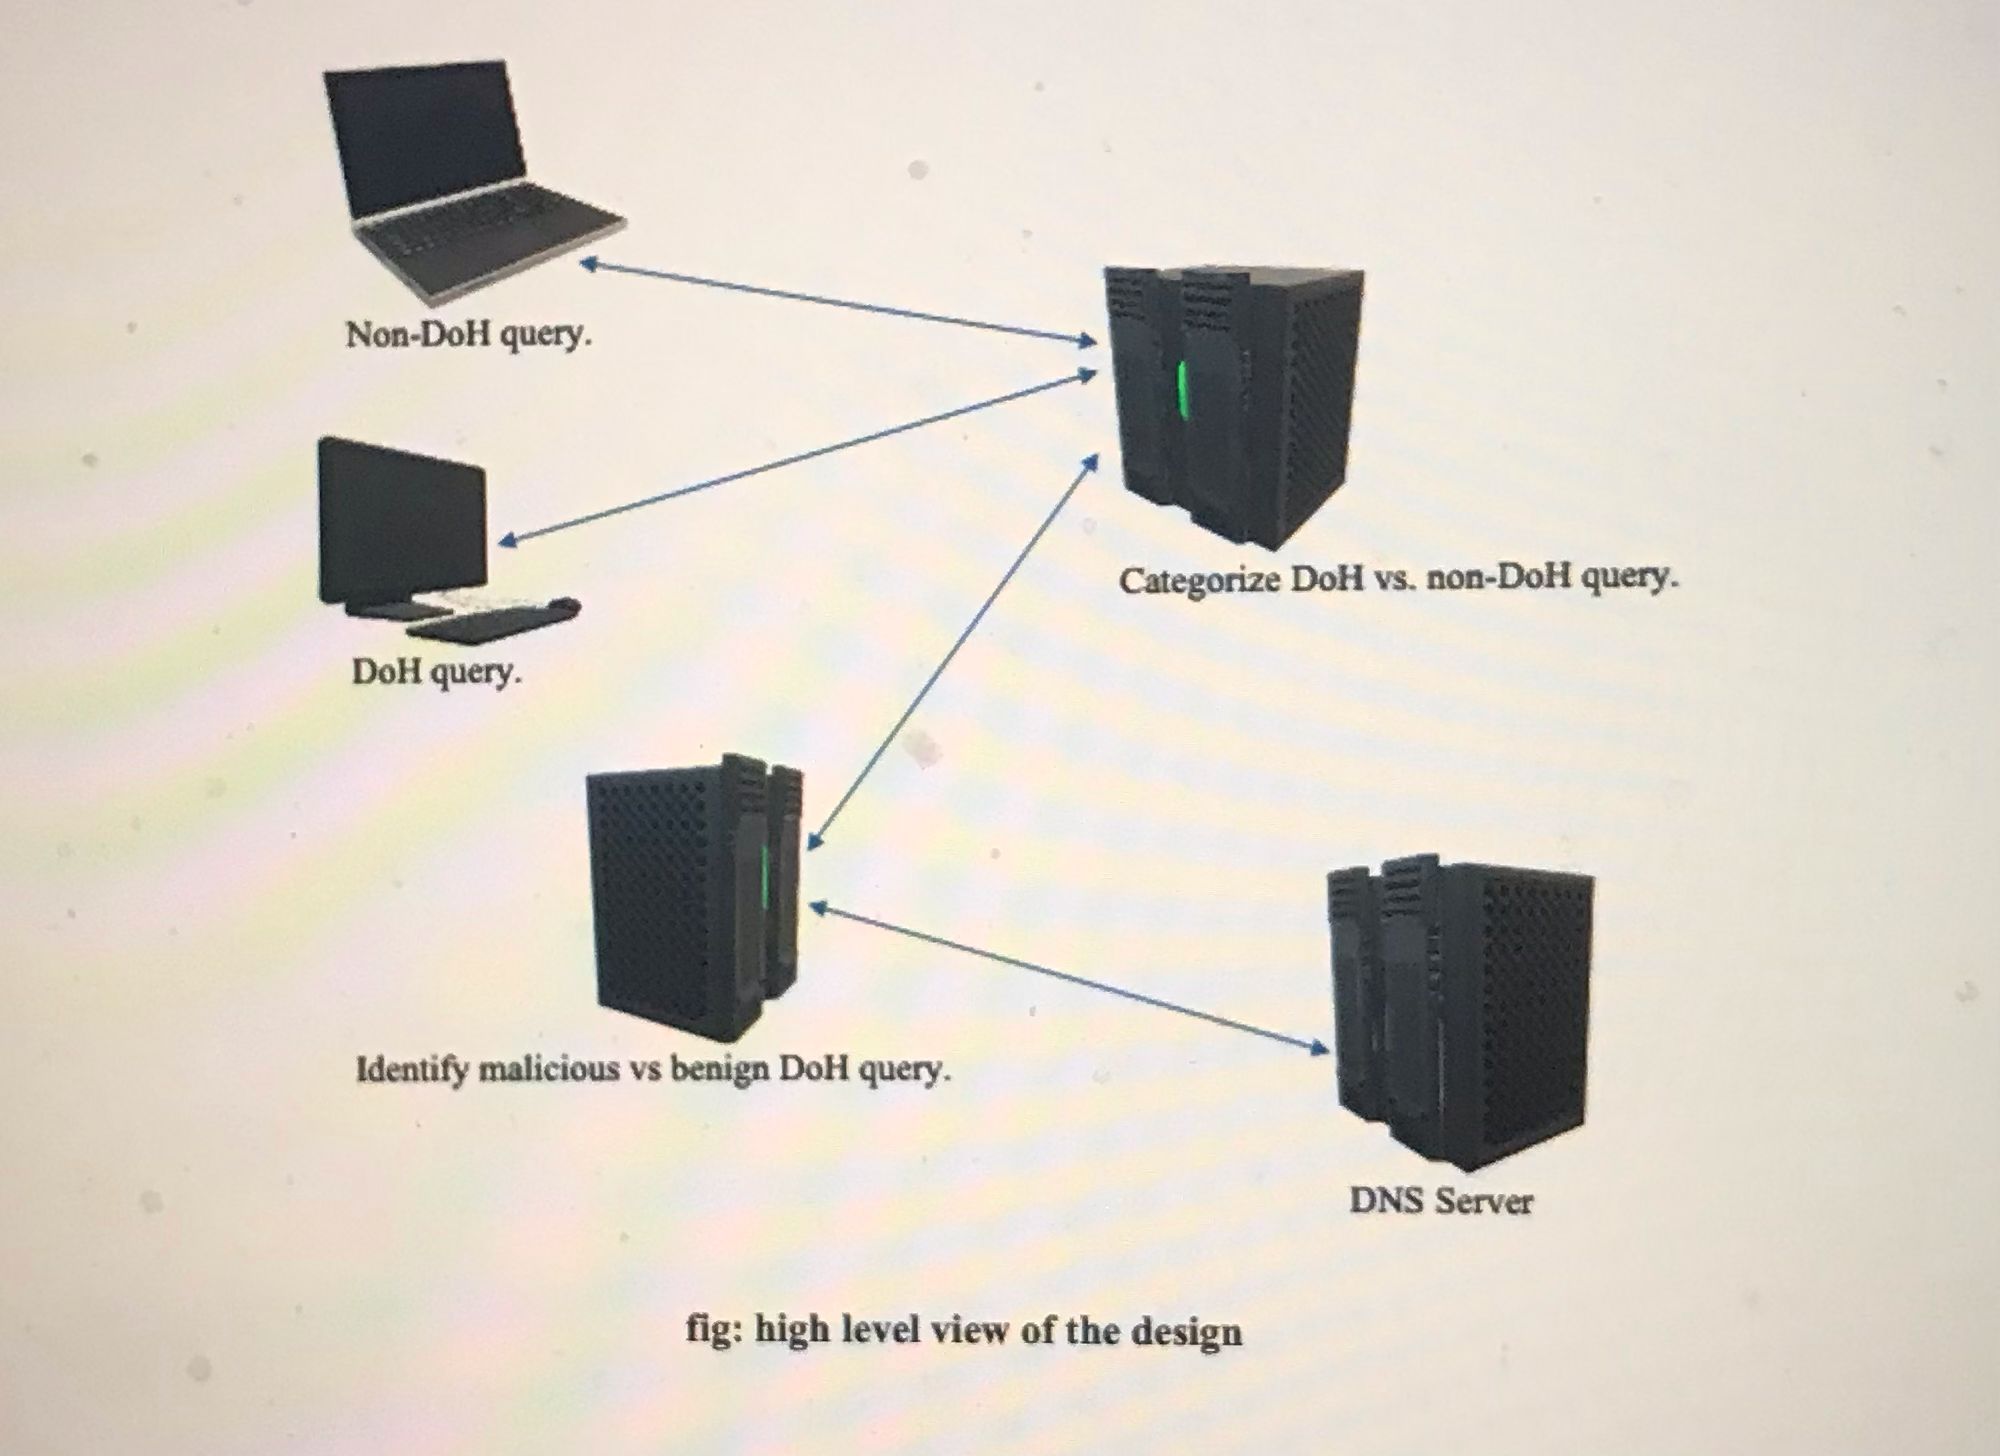 Non-DoH query.
Categorize DoH vs. non-DoH query.
DoH query.
Identify malicious vs benign DoH query.
DNS Server
fig: high level view of the design